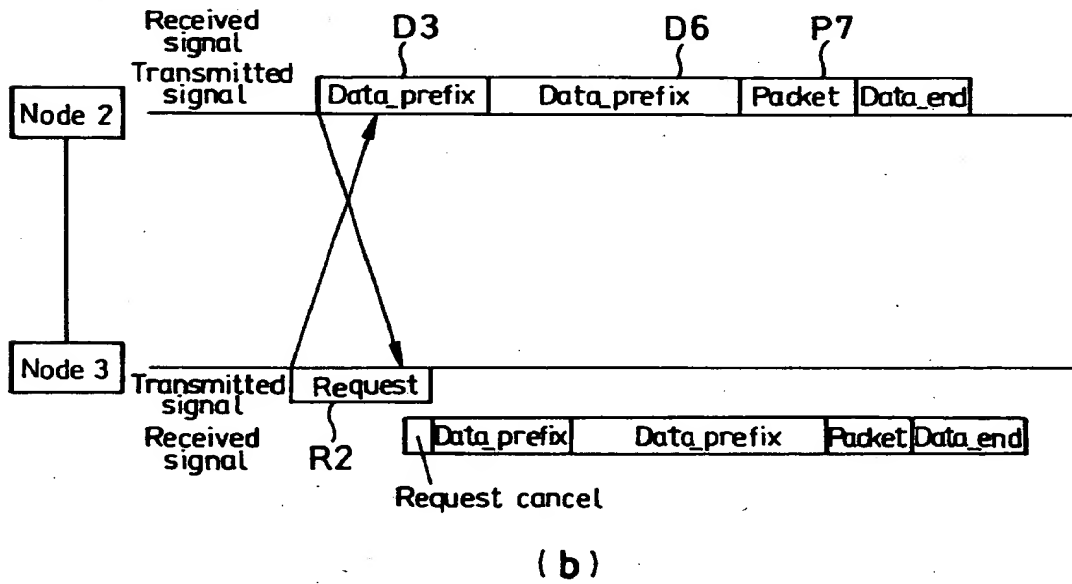 Received
signal
D3 D6 P7
Transmitted
signal
Data_prefix Data_prefix Packet Data_end
Node 2
Node 3
Transmitted
signal
Request
Received
signal
R2
Data_prefix Data_prefix Packet Data_end
Request cancel
(b)